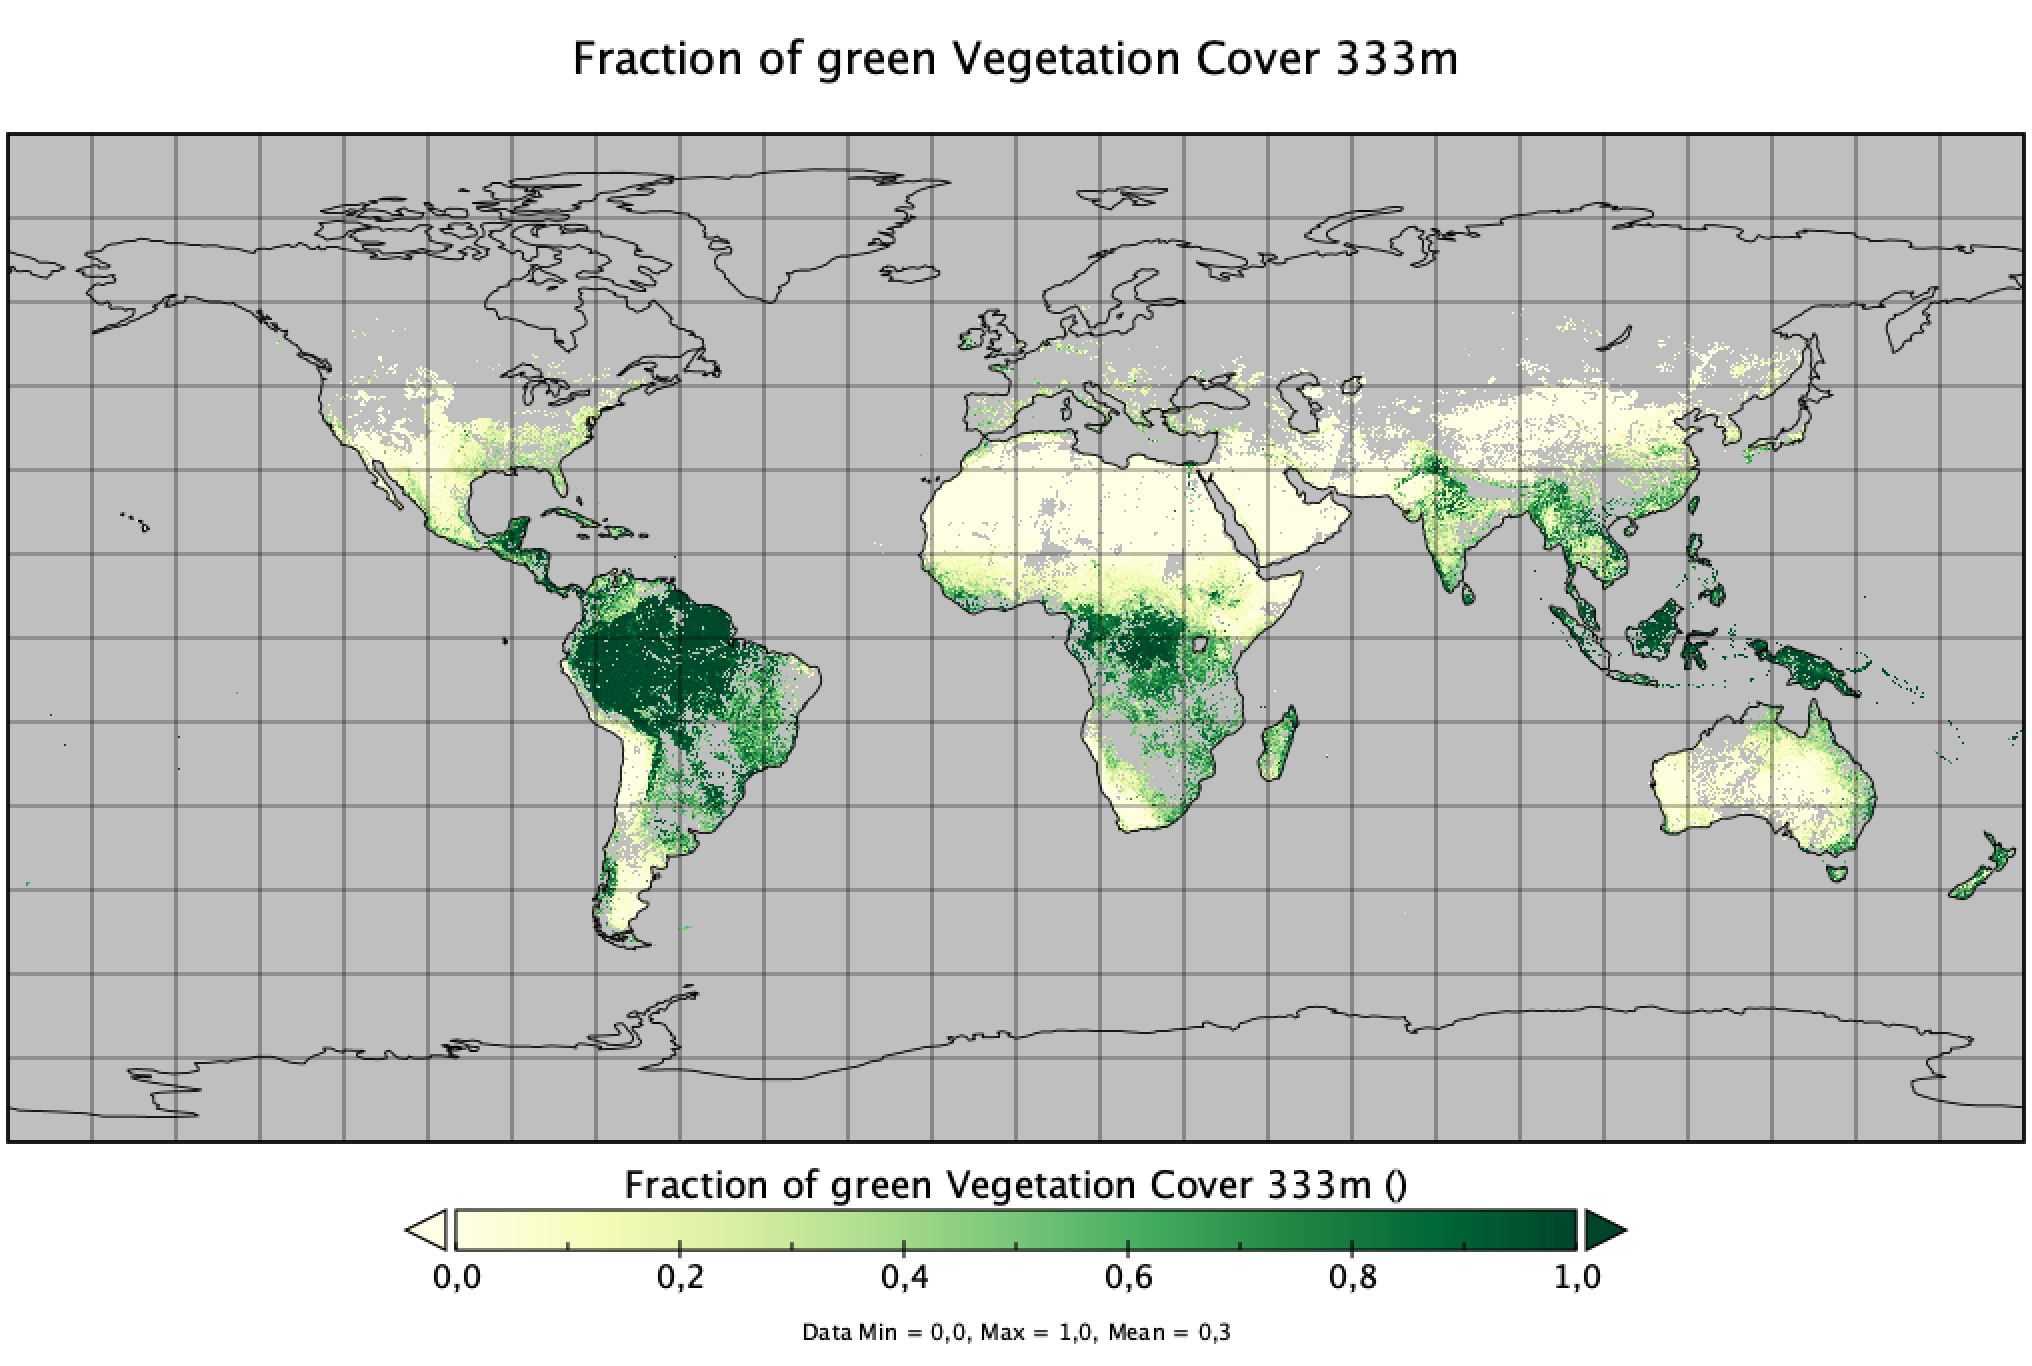 Fraction of green Vegetation Cover 333m
Fraction of green Vegetation Cover 333m ()
0,0 0,2 0,4 0,6 0,8 1,0
Data Min = 0,0, Max = 1,0, Mean = 0,3